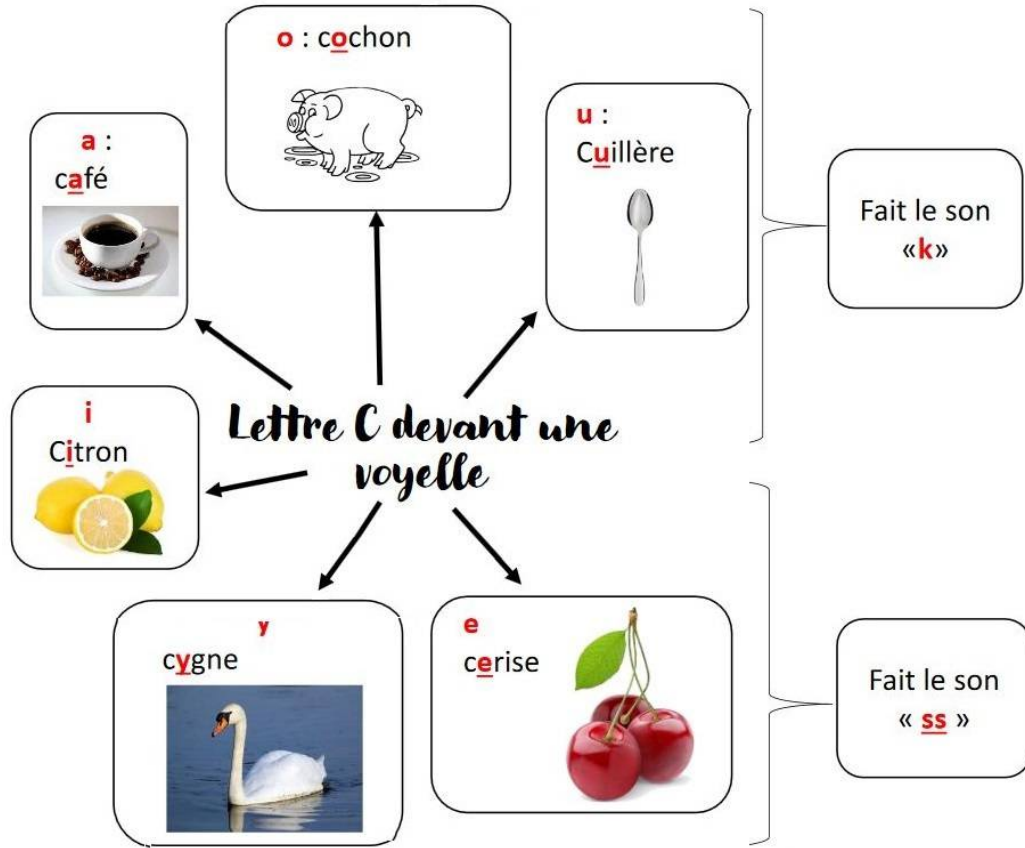 o : cochon
u :
Cuillère
a :
café
Fait le son
«k»
i
Citron
Lettre C devant une
voyelle
y
cygne
e
cerise
Fait le son
« ss »